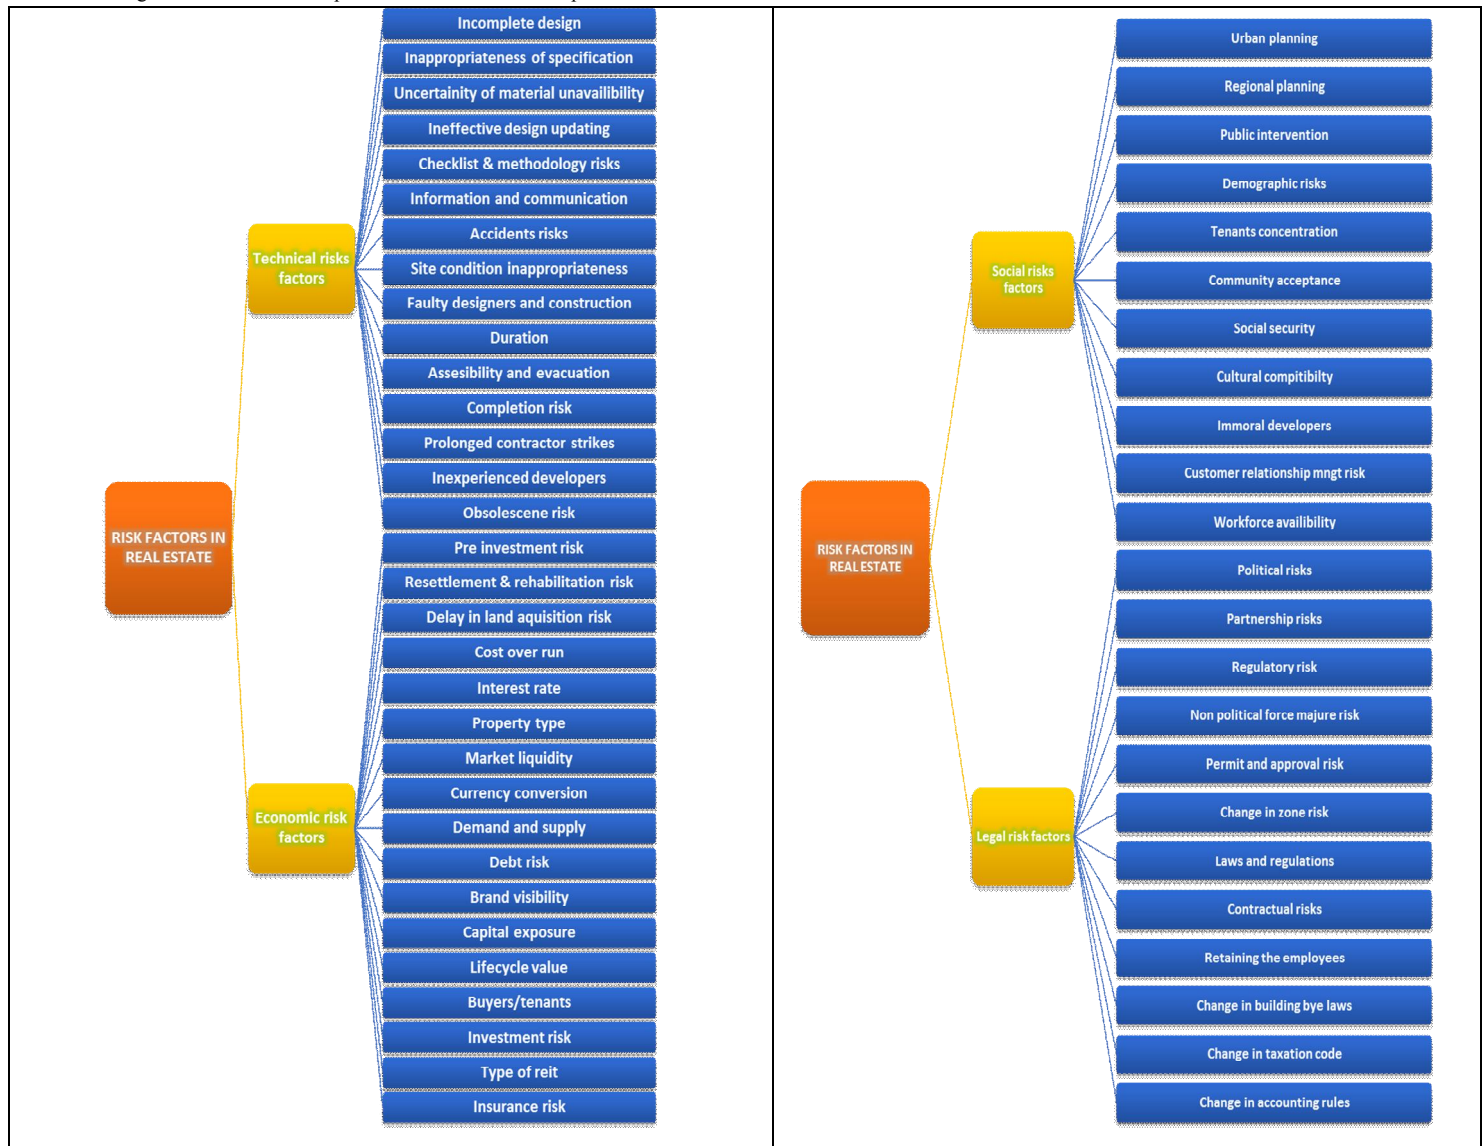 Incomplete design
Inappropriateness of specification
Uncertainity of material unavailibility
Ineffective design updating
Checklist & methodology risks
Information and communication
Accidents risks
Technical risks
factors
Site condition inappropriateness
Faulty designers and construction
Duration
Assesibility and evacuation
Completion risk
Prolonged contractor strikes
Inexperienced developers
Obsolescene risk
RISK FACTORS IN
REAL ESTATE
Pre investment risk
Resettlement & rehabilitation risk
Delay in land aquisition risk
Cost over run
Interest rate
Property type
Market liquidity
Currency conversion
Economic risk
factors
Demand and supply
Debt risk
Brand visibility
Capital exposure
Lifecycle value
Buyers/tenants
Investment risk
Type of reit
Insurance risk
Urban planning
Regional planning
Public intervention
Demographic risks
Tenants concentration
Social risks
factors
Community acceptance
Social security
Cultural compitibilty
Immoral developers
Customer relationship mngt risk
Workforce availibility
RISK FACTORS IN
REAL ESTATE
Political risks
Partnership risks
Regulatory risk
Non political force majure risk
Permit and approval risk
Change in zone risk
Legal risk factors
Laws and regulations
Contractual risks
Retaining the employees
Change in building bye laws
Change in taxation code
Change in accounting rules